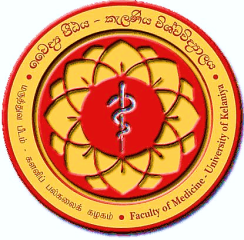 වෛද්‍ය පීඨය - කැලණිය විශ්වවිද්‍යාලය
மருத்துவ பீடம் - களனிப் பல்கலைக் கழகம்
Faculty of Medicine - University of Kelaniya